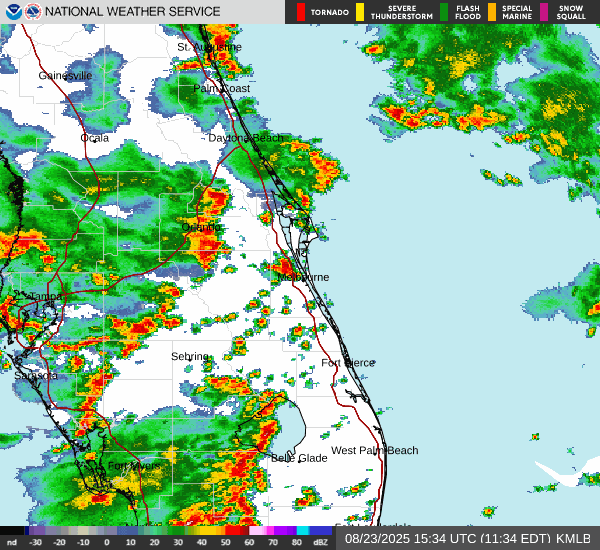 NATIONAL WEATHER SERVICE
TORNADO
SEVERE
THUNDERSTORM
FLASH
FLOOD
SPECIAL
MARINE
SNOW
SQUALL
St. Augustine
Gainesville
Palm Coast
Ocala
Daytona Beach
Orlando
Melbourne
Tampa
Sebring
Fort Pierce
Sarasota
West Palm Beach
Belle Glade
Fort Myers
nd -30 -20 -10 0 10 20 30 40 50 60 70 80 dBZ
08/23/2025 15:34 UTC (11:34 EDT) KMLB